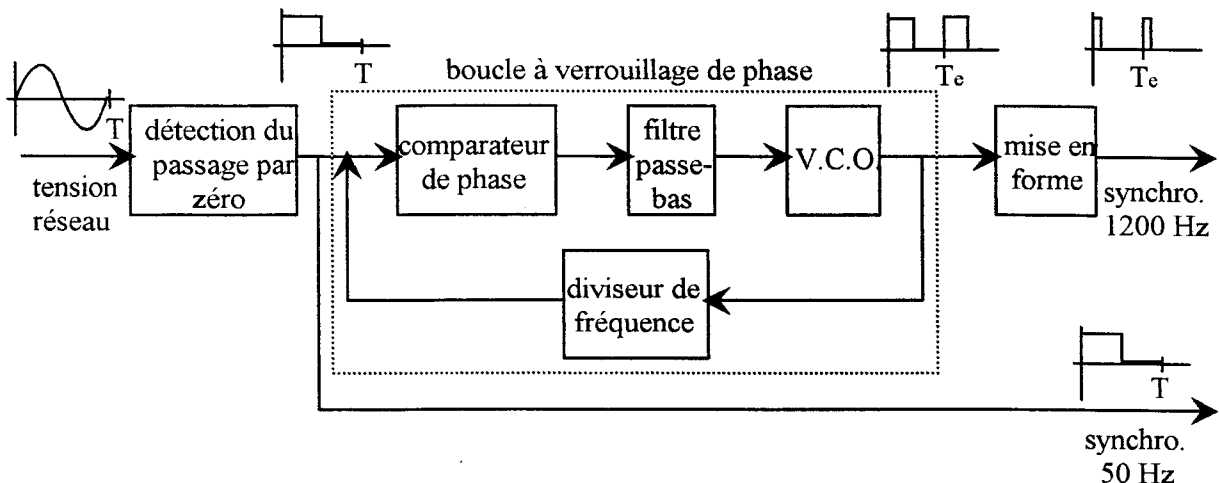 T
Te
Te
boucle à verrouillage de phase
T
détection du
passage par
zéro
comparateur
de phase
filtre
passe-
bas
V.C.O.
mise en
forme
tension
réseau
synchro.
1200 Hz
diviseur de
fréquence
T
synchro.
50 Hz